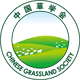 中国草学会
CHINESE GRASSLAND SOCIETY